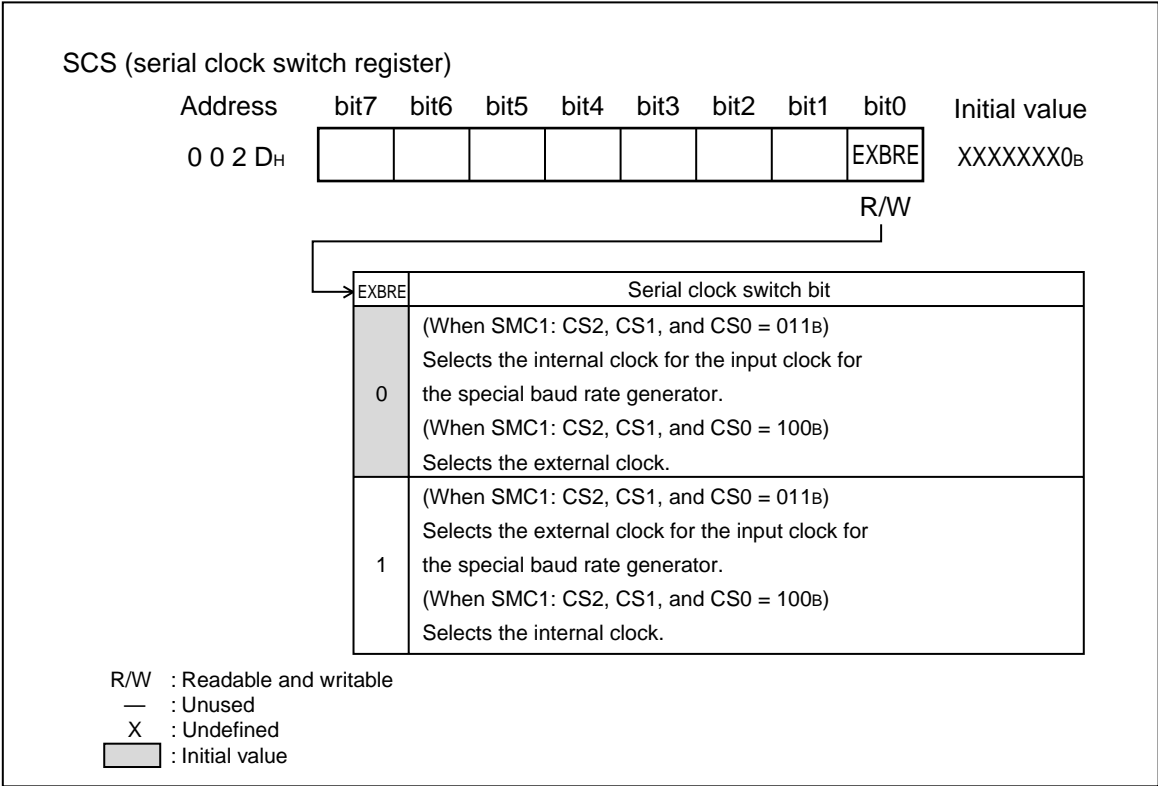 SCS (serial clock switch register)
Address bit7 bit6 bit5 bit4 bit3 bit2 bit1 bit0 Initial value
0 0 2 DH EXBRE XXXXXXX0B
R/W
EXBRE Serial clock switch bit
(When SMC1: CS2, CS1, and CS0 = 011B)
Selects the internal clock for the input clock for
0 the special baud rate generator.
(When SMC1: CS2, CS1, and CS0 = 100B)
Selects the external clock.
(When SMC1: CS2, CS1, and CS0 = 011B)
Selects the external clock for the input clock for
1 the special baud rate generator.
(When SMC1: CS2, CS1, and CS0 = 100B)
Selects the internal clock.
R/W : Readable and writable
— : Unused
X : Undefined
: Initial value